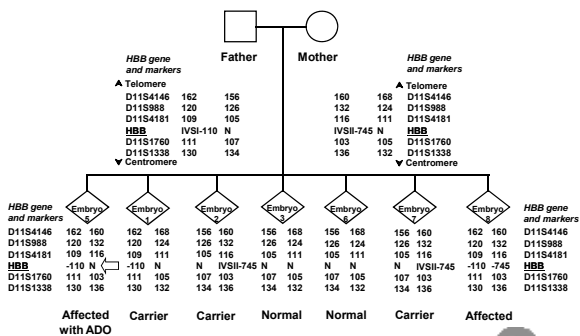 Father Mother
HBB gene and markers
Telomere
D11S4146 162 156
D11S988 120 126
D11S4181 109 105
HBB IVSI-110 N
D11S1760 111 107
D11S1338 130 134
Centromere
HBB gene and markers
Telomere
160 168 D11S4146
132 124 D11S988
116 111 D11S4181
IVSII-745 N HBB
103 105 D11S1760
136 132 D11S1338
Centromere
Embryo 5 Embryo 1 Embryo 2 Embryo 3 Embryo 6 Embryo 7 Embryo 8
HBB gene and markers HBB gene and markers
D11S4146 162 160 162 168 156 160 156 168 156 168 156 160 162 160 D11S4146
D11S988 120 132 120 124 126 132 126 124 126 124 126 132 120 132 D11S988
D11S4181 109 116 109 111 105 116 105 111 105 111 105 116 109 116 D11S4181
HBB -110 N -110 N N IVSII-745 N N N N N IVSII-745 -110 -745 HBB
D11S1760 111 103 111 105 107 103 107 105 107 105 107 103 111 103 D11S1760
D11S1338 130 136 130 132 134 136 134 132 134 132 134 136 130 136 D11S1338
Affected Carrier Carrier Normal Normal Carrier Affected
with ADO